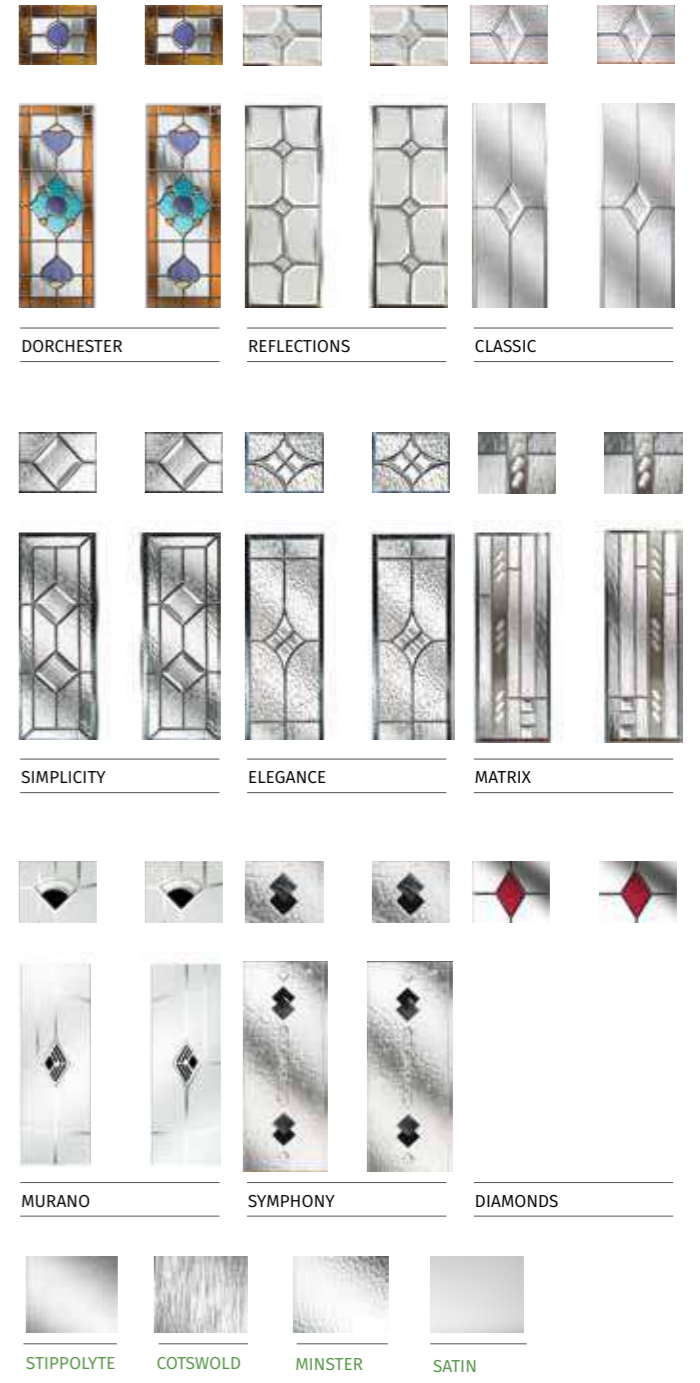 DORCHESTER
REFLECTIONS
CLASSIC
SIMPLICITY
ELEGANCE
MATRIX
MURANO
SYMPHONY
DIAMONDS
STIPPOLYTE
COTSWOLD
MINSTER
SATIN